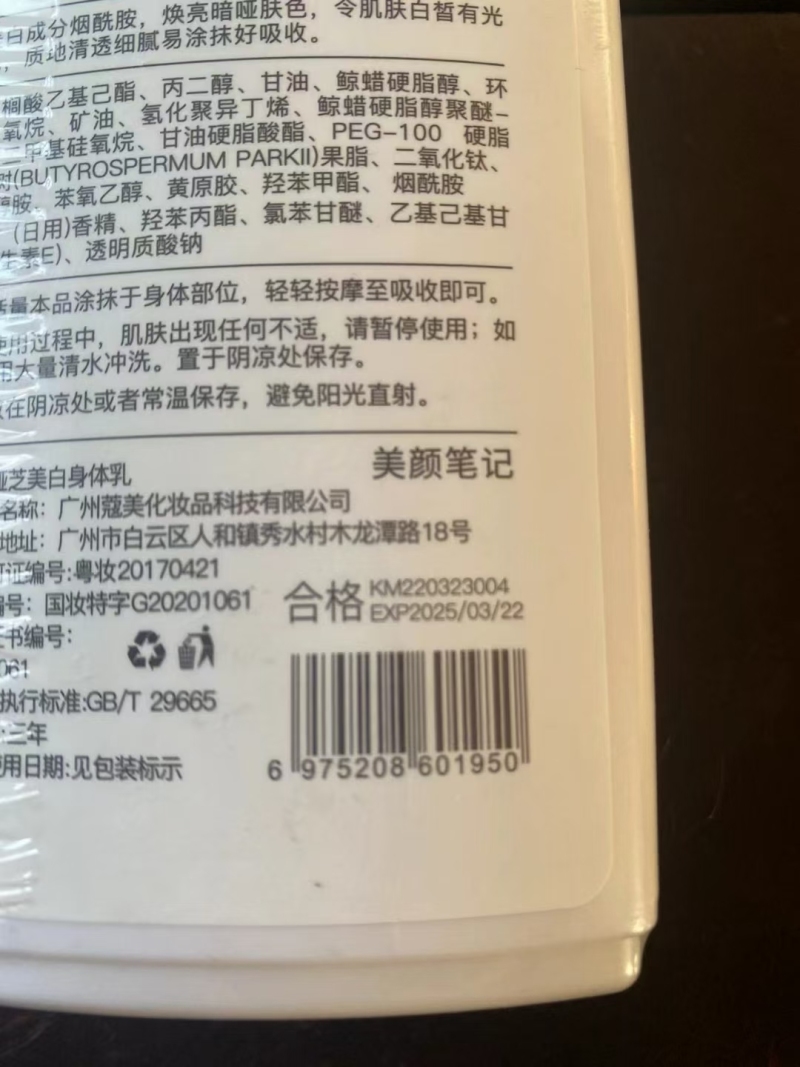 白成分烟酰胺，焕亮暗哑肤色，令肌肤白皙有光
，质地清透细腻易涂抹好吸收。
榈酸乙基己酯、丙二醇、甘油、鲸蜡硬脂醇、环
氧烷、矿油、氢化聚异丁烯、鲸蜡硬脂醇聚醚-
二甲基硅氧烷、甘油硬脂酸酯、PEG-100 硬脂
树(BUTYROSPERMUM PARKII)果脂、二氧化钛、
醇胺、苯氧乙醇、黄原胶、羟苯甲酯、 烟酰胺
（日用)香精、羟苯丙酯、氯苯甘醚、乙基己基甘
生素E)、透明质酸钠
适量本品涂抹于身体部位，轻轻按摩至吸收即可。
使用过程中，肌肤出现任何不适，请暂停使用；如
用大量清水冲洗。置于阴凉处保存。
在阴凉处或者常温保存，避免阳光直射。
美颜笔记
芝美白身体乳
名称：广州蔻美化妆品科技有限公司
地址：广州市白云区人和镇秀水村木龙潭路18号
可证编号:粤妆20170421
编号：国妆特字G20201061
合格
KM220323004
EXP2025/03/22
证书编号：
061
执行标准:GB/T 29665
:三年
使用日期:见包装标示
6 975208 601950